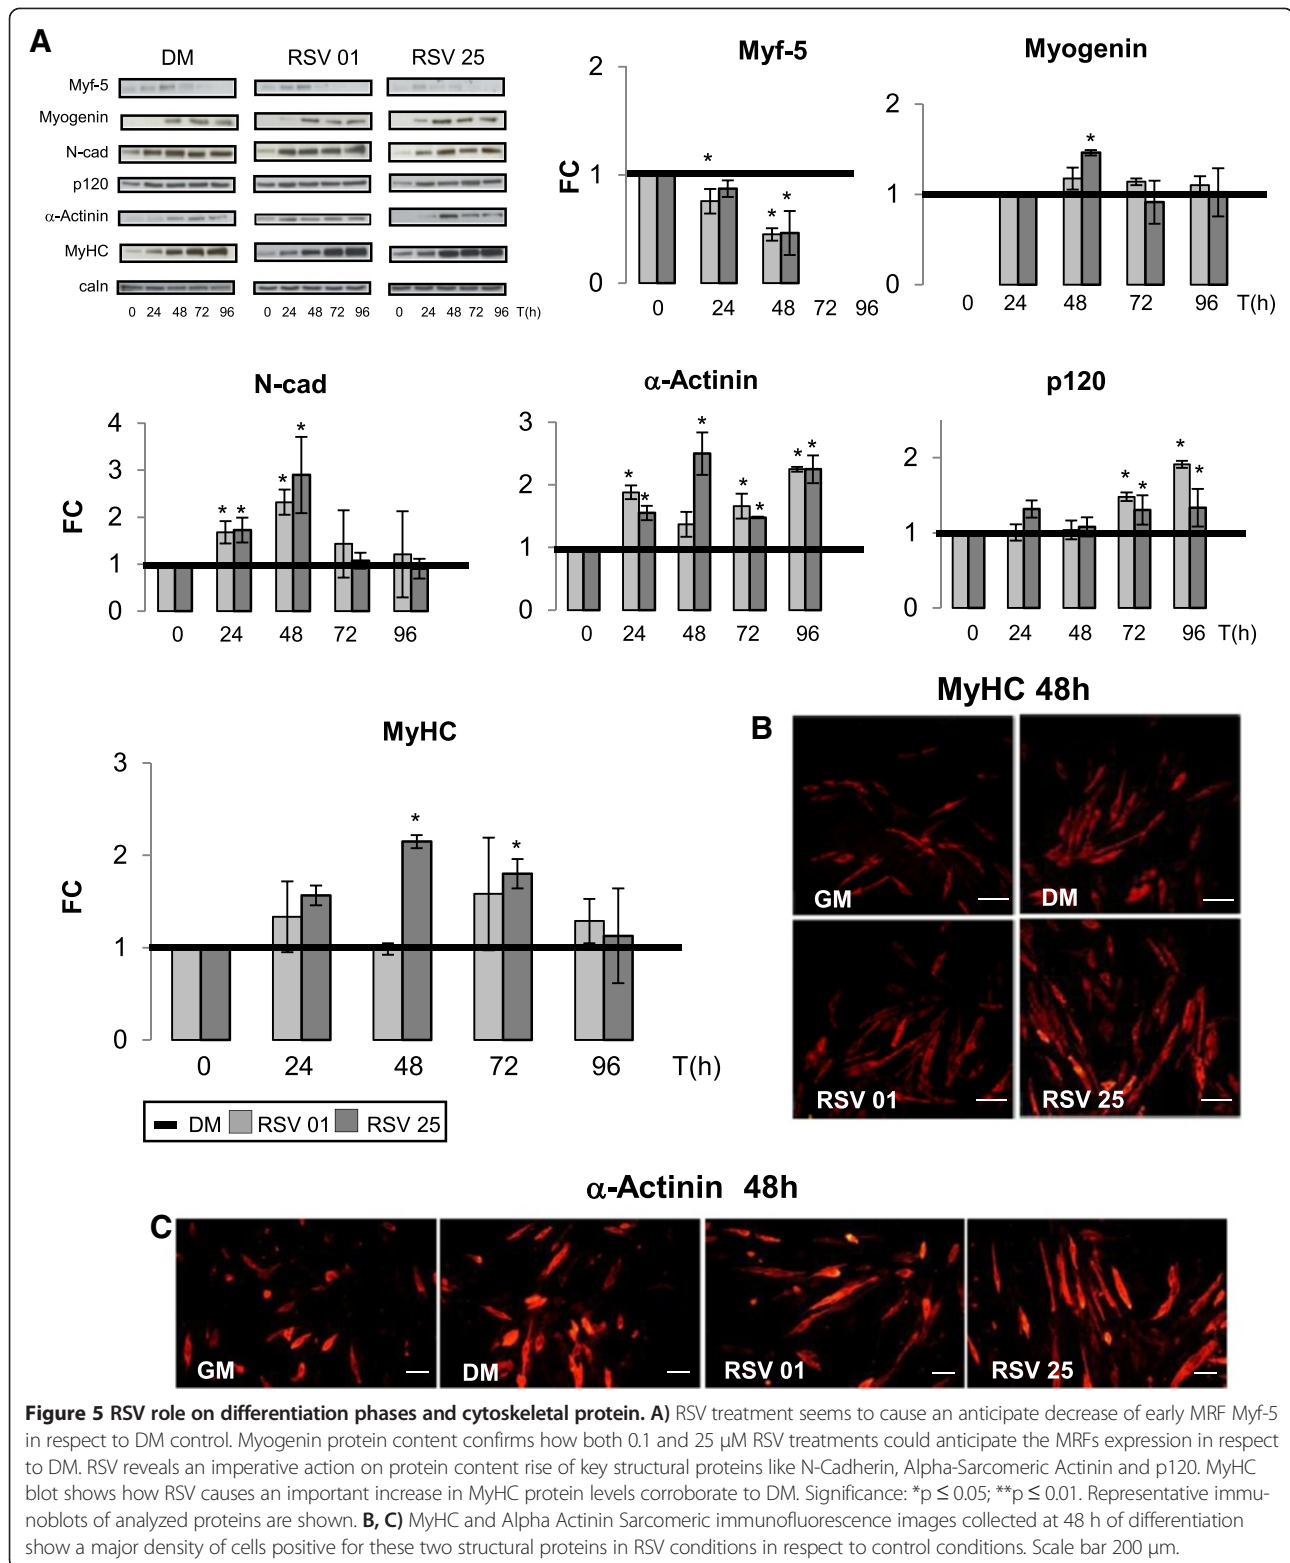 A
DM RSV 01 RSV 25
Myf-5
Myogenin
N-cad
p120
α-Actinin
MyHC
caln
0 24 48 72 96 0 24 48 72 96 0 24 48 72 96 T(h)
Myf-5
FC
2
1
0
*
* *
0 24 48 72 96
Myogenin
2
1
0
*
0 24 48 72 96 T(h)
N-cad
FC
4
3
2
1
0
* * * *
0 24 48 72 96
α-Actinin
3
2
1
0
* * * * * * *
0 24 48 72 96
p120
2
1
0
* * * *
0 24 48 72 96 T(h)
MyHC
FC
3
2
1
0
* *
0 24 48 72 96 T(h)
DM RSV 01 RSV 25
MyHC 48h
B
GM DM
RSV 01 RSV 25
α-Actinin 48h
C
GM DM RSV 01 RSV 25
Figure 5 RSV role on differentiation phases and cytoskeletal protein. A) RSV treatment seems to cause an anticipate decrease of early MRF Myf-5
in respect to DM control. Myogenin protein content confirms how both 0.1 and 25 μM RSV treatments could anticipate the MRFs expression in respect
to DM. RSV reveals an imperative action on protein content rise of key structural proteins like N-Cadherin, Alpha-Sarcomeric Actinin and p120. MyHC
blot shows how RSV causes an important increase in MyHC protein levels corroborate to DM. Significance: *p ≤ 0.05; **p ≤ 0.01. Representative immu-
noblots of analyzed proteins are shown. B, C) MyHC and Alpha Actinin Sarcomeric immunofluorescence images collected at 48 h of differentiation
show a major density of cells positive for these two structural proteins in RSV conditions in respect to control conditions. Scale bar 200 μm.